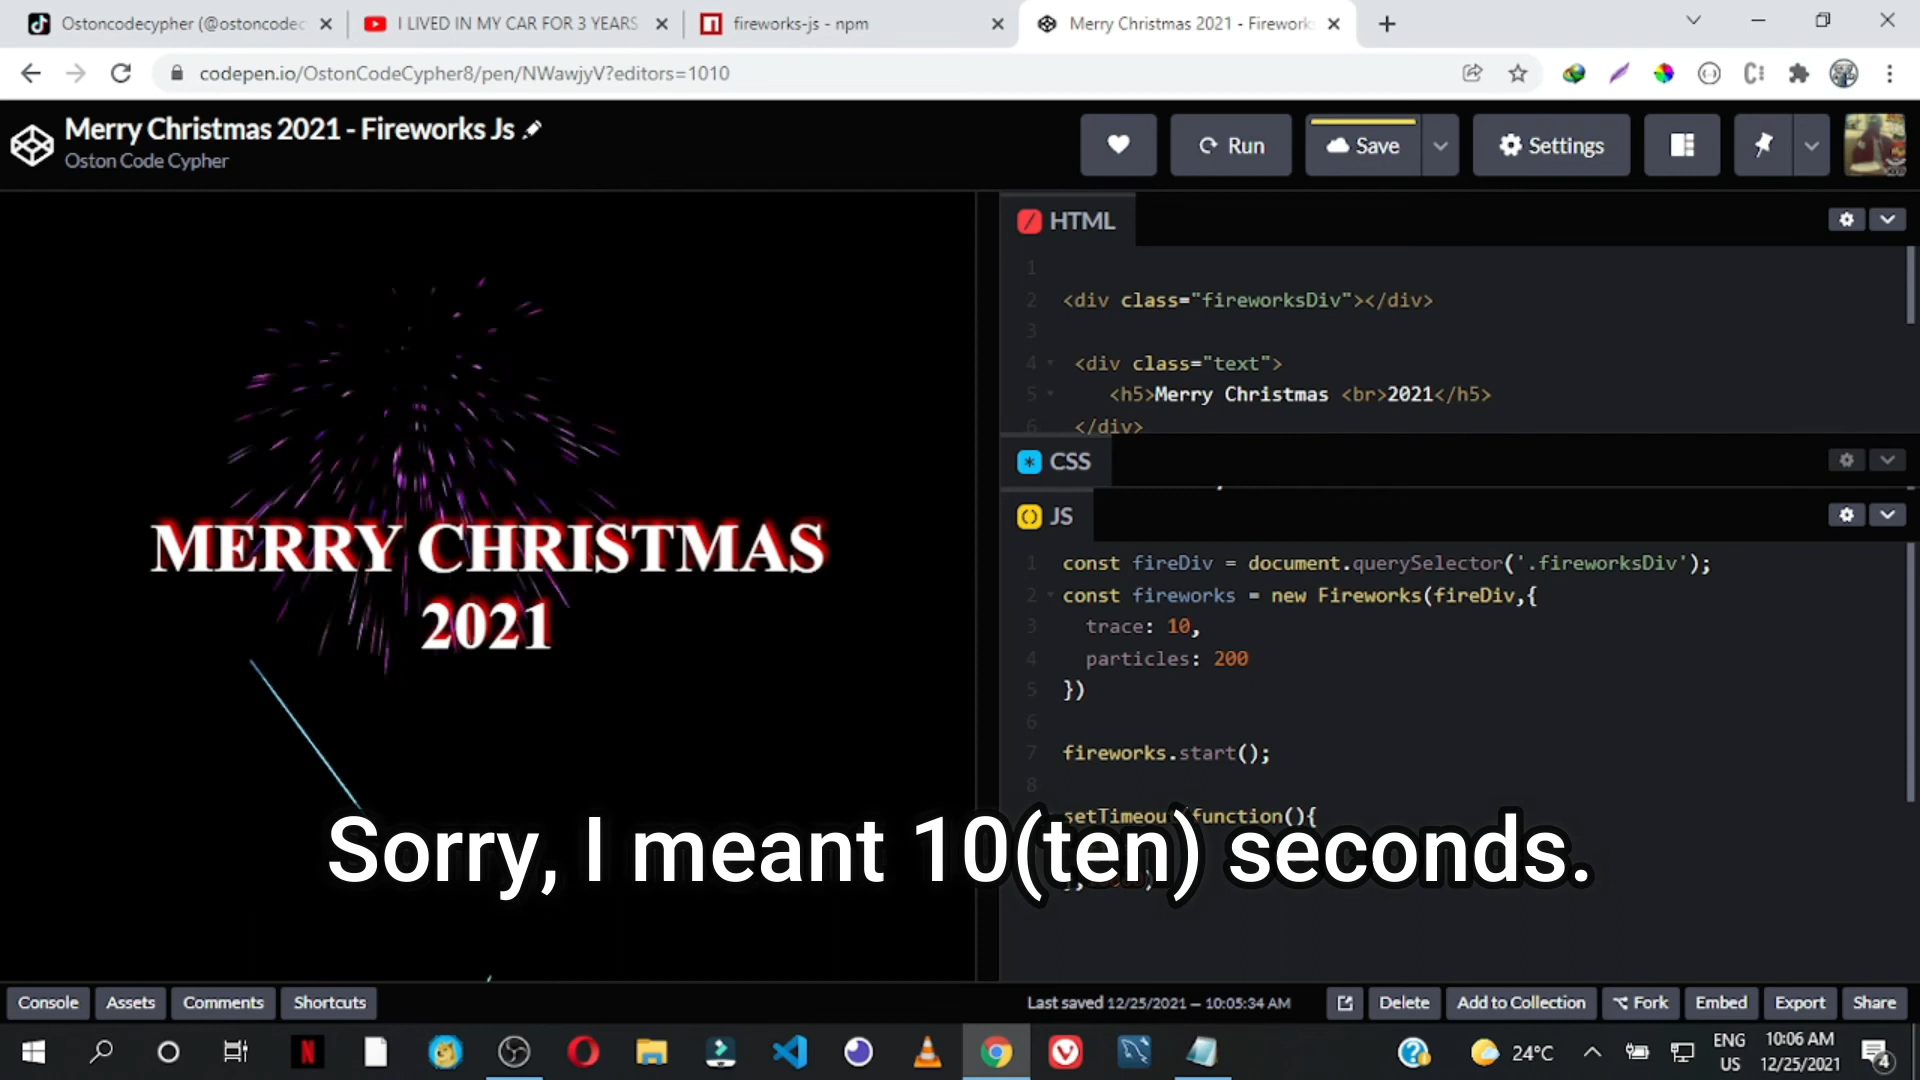 Ostoncodecypher (@ostoncodec
I LIVED IN MY CAR FOR 3 YEARS
fireworks-js - npm
Merry Christmas 2021 - Firework
codepen.io/OstonCodeCypher8/pen/NWawjyV?editors=1010
Merry Christmas 2021 - Fireworks Js
Oston Code Cypher
Run
Save
Settings
MERRY CHRISTMAS
2021
HTML
1
2 <div class="fireworksDiv"></div>
3
4 <div class="text">
5 <h5>Merry Christmas <br>2021</h5>
6 </div>
CSS
JS
1 const fireDiv = document.querySelector('.fireworksDiv');
2 const fireworks = new Fireworks(fireDiv,{
3 trace: 10,
4 particles: 200
5 })
6
7 fireworks.start();
8
setTimeou function(){
Sorry, I meant 10(ten) seconds.
Console
Assets
Comments
Shortcuts
Last saved 12/25/2021 — 10:05:34 AM
Delete
Add to Collection
Fork
Embed
Export
Share
24°C
ENG
US
10:06 AM
12/25/2021
4